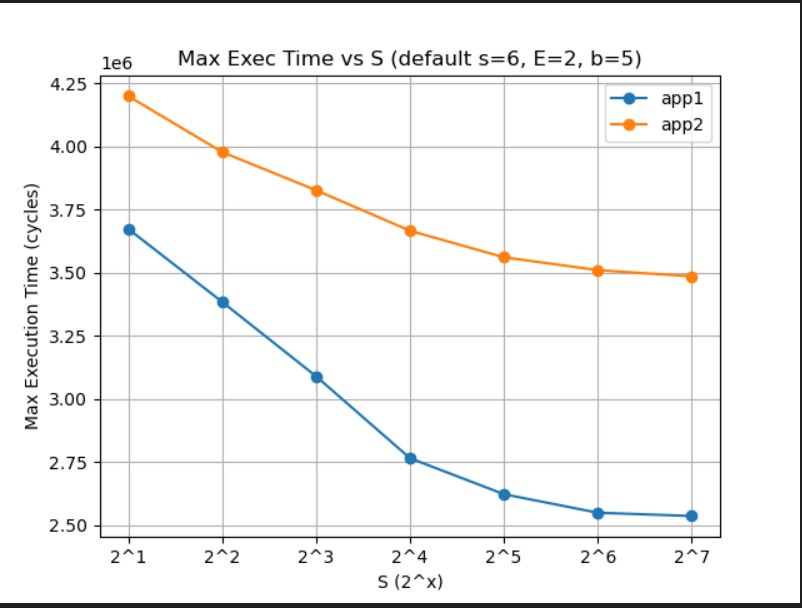 1e6
Max Exec Time vs S (default s=6, E=2, b=5)
4.25
4.00
3.75
3.50
3.25
3.00
2.75
2.50
Max Execution Time (cycles)
app1
app2
2^1 2^2 2^3 2^4 2^5 2^6 2^7
S (2^x)